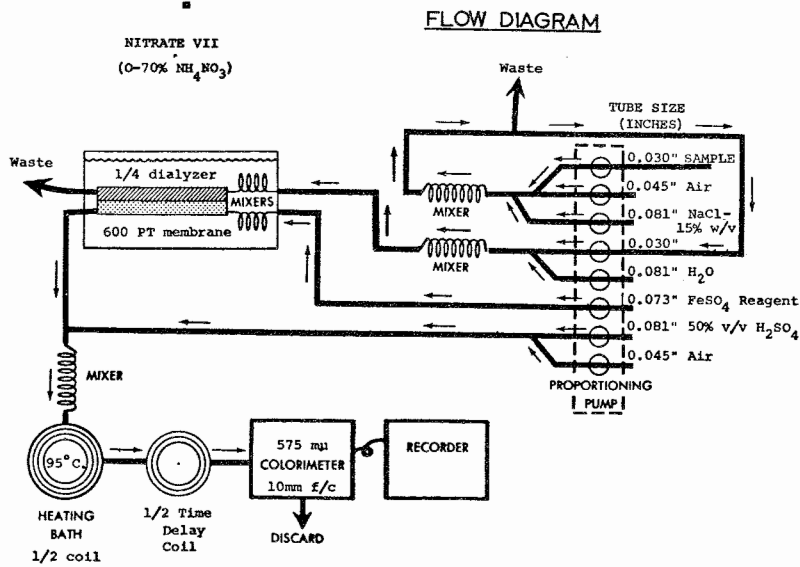 FLOW DIAGRAM
NITRATE VII
(0-70% NH₄NO₃)
Waste
TUBE SIZE
(INCHES)
0.030" SAMPLE
0.045" Air
0.081" NaCl-
15% w/v
0.030"
0.081" H₂O
0.073" FeSO₄ Reagent
0.081" 50% v/v H₂SO₄
0.045" Air
PROPORTIONING
PUMP
MIXER
MIXER
Waste
1/4 dialyzer
MIXERS
600 PT membrane
MIXER
95°C.
HEATING
BATH
1/2 coil
1/2 Time
Delay
Coil
575 mμ
COLORIMETER
10mm f/c
DISCARD
RECORDER